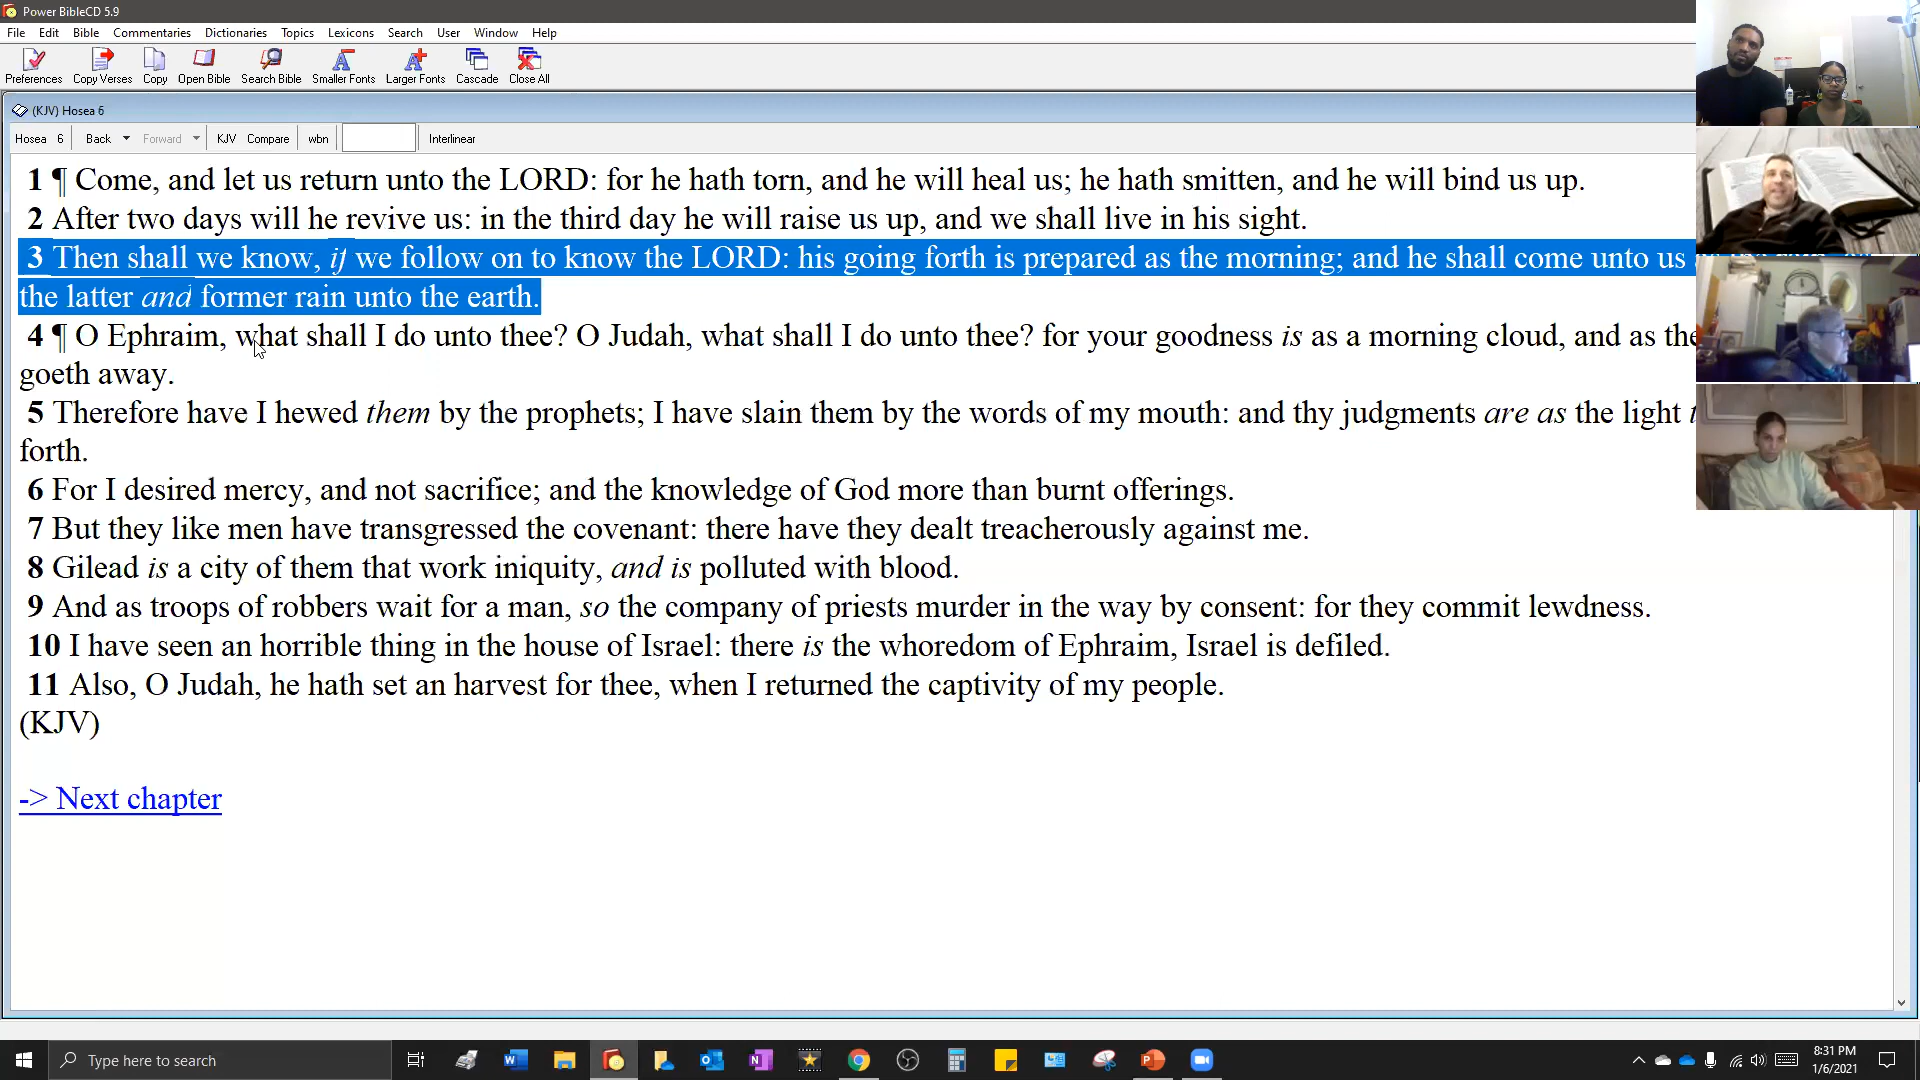 Power BibleCD 5.9
File Edit Bible Commentaries Dictionaries Topics Lexicons Search User Window Help
Preferences Copy Verses Copy Open Bible Search Bible Smaller Fonts Larger Fonts Cascade Close All
(KJV) Hosea 6
Hosea 6 Back Forward KJV Compare wbn Interlinear
1 ¶ Come, and let us return unto the LORD: for he hath torn, and he will heal us; he hath smitten, and he will bind us up.
2 After two days will he revive us: in the third day he will raise us up, and we shall live in his sight.
3 Then shall we know, if we follow on to know the LORD: his going forth is prepared as the morning; and he shall come unto us
the latter and former rain unto the earth.
4 ¶ O Ephraim, what shall I do unto thee? O Judah, what shall I do unto thee? for your goodness is as a morning cloud, and as the
goeth away.
5 Therefore have I hewed them by the prophets; I have slain them by the words of my mouth: and thy judgments are as the light
forth.
6 For I desired mercy, and not sacrifice; and the knowledge of God more than burnt offerings.
7 But they like men have transgressed the covenant: there have they dealt treacherously against me.
8 Gilead is a city of them that work iniquity, and is polluted with blood.
9 And as troops of robbers wait for a man, so the company of priests murder in the way by consent: for they commit lewdness.
10 I have seen an horrible thing in the house of Israel: there is the whoredom of Ephraim, Israel is defiled.
11 Also, O Judah, he hath set an harvest for thee, when I returned the captivity of my people.
(KJV)
-> Next chapter
Type here to search
8:31 PM
1/6/2021